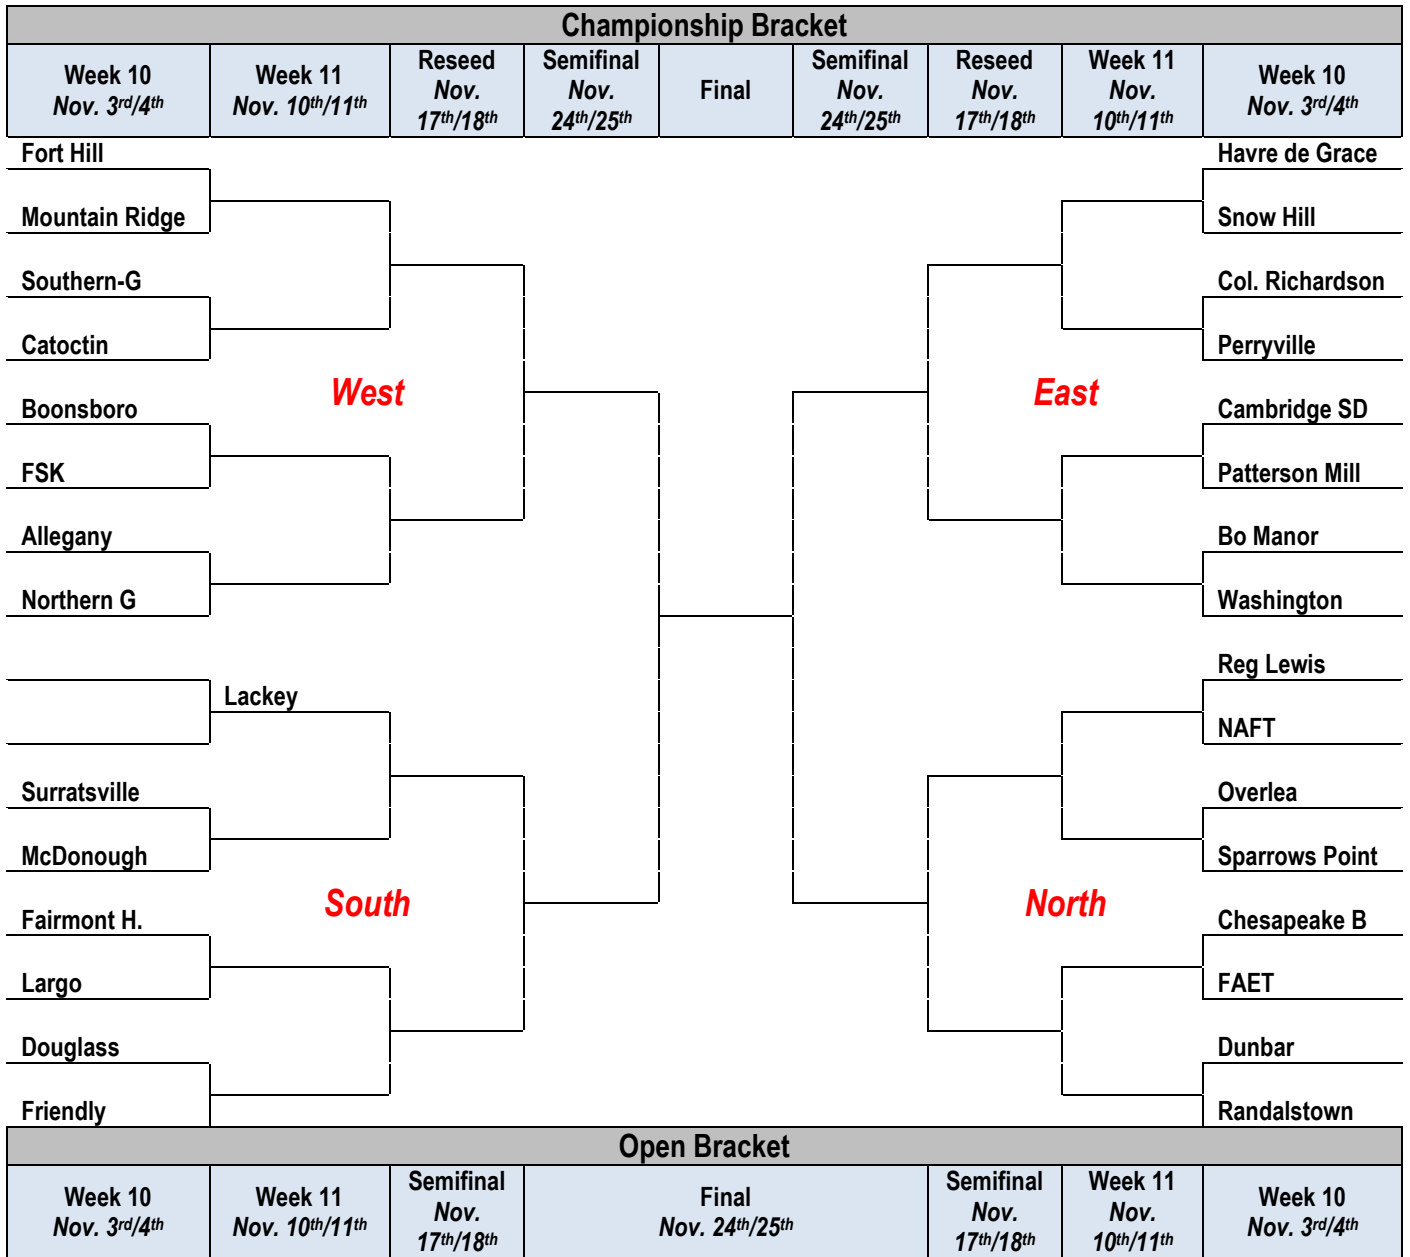 Championship Bracket
Week 10
Nov. 3rd/4th
Week 11
Nov. 10th/11th
Reseed
Nov.
17th/18th
Semifinal
Nov.
24th/25th
Final
Semifinal
Nov.
24th/25th
Reseed
Nov.
17th/18th
Week 11
Nov.
10th/11th
Week 10
Nov. 3rd/4th
Fort Hill
Mountain Ridge
Southern-G
Catoctin
West
Boonsboro
FSK
Allegany
Northern G
Lackey
Surratsville
McDonough
South
Fairmont H.
Largo
Douglass
Friendly
Havre de Grace
Snow Hill
Col. Richardson
Perryville
East
Cambridge SD
Patterson Mill
Bo Manor
Washington
Reg Lewis
NAFT
Overlea
Sparrows Point
North
Chesapeake B
FAET
Dunbar
Randalstown
Open Bracket
Week 10
Nov. 3rd/4th
Week 11
Nov. 10th/11th
Semifinal
Nov.
17th/18th
Final
Nov. 24th/25th
Semifinal
Nov.
17th/18th
Week 11
Nov.
10th/11th
Week 10
Nov. 3rd/4th